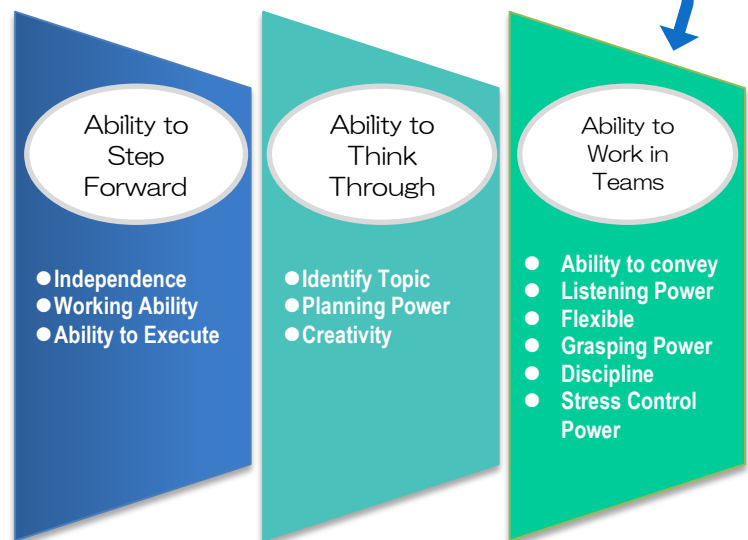 Ability to
Step
Forward
●Independence
●Working Ability
●Ability to Execute
Ability to
Think
Through
●Identify Topic
●Planning Power
●Creativity
Ability to
Work in
Teams
● Ability to convey
● Listening Power
● Flexible
● Grasping Power
● Discipline
● Stress Control
Power